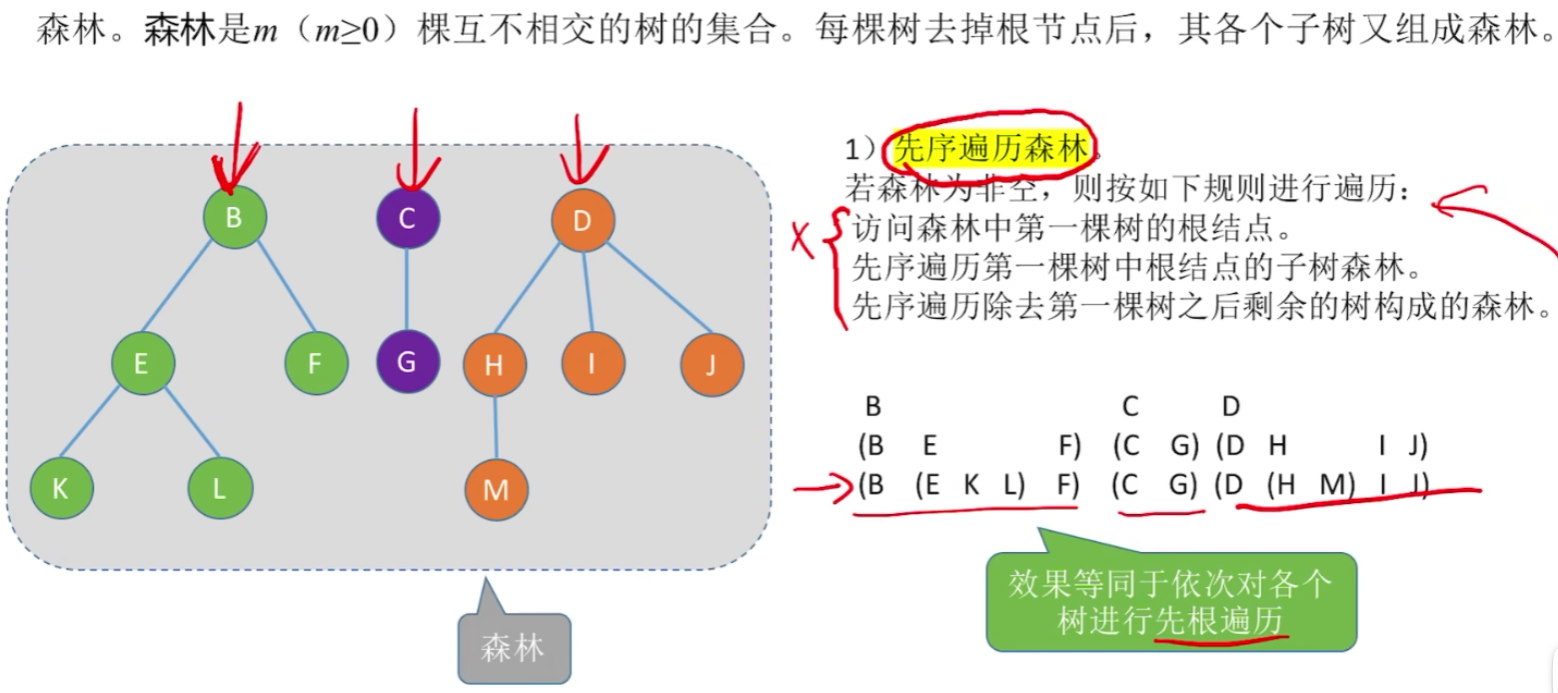 森林。森林是m（m≥0）棵互不相交的树的集合。每棵树去掉根节点后，其各个子树又组成森林。
1）先序遍历森林。
若森林为非空，则按如下规则进行遍历：
访问森林中第一棵树的根结点。
先序遍历第一棵树中根结点的子树森林。
先序遍历除去第一棵树之后剩余的树构成的森林。
x
B C D
E F G H I J
K L M
B C D
(B E F) (C G) (D H I J)
(B (E K L) F) (C G) (D (H M) I J)
效果等同于依次对各个
树进行先根遍历
森林